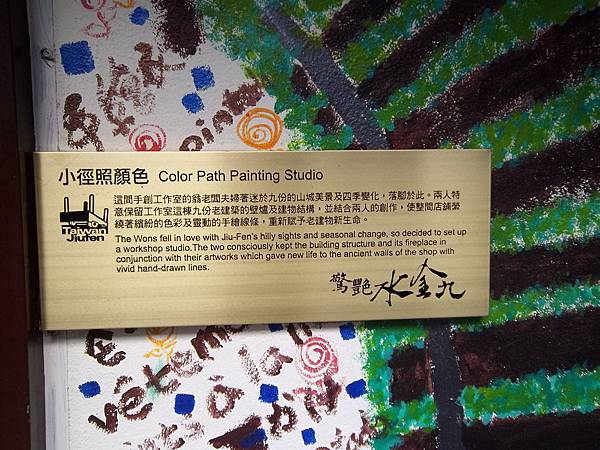 小徑照顏色 Color Path Painting Studio
這間手創工作室的翁老闆夫婦著迷於九份的山城美景及四季變化，落腳於此。兩人特
意保留工作室這棟九份老建築的壁爐及建物結構，並結合兩人的創作，使整間店舖縈
繞著繽紛的色彩及靈動的手繪線條，重新賦予老建物新生命。
The Wons fell in love with Jiu-Fen's hilly sights and seasonal change, so decided to set up
a workshop studio.The two consciously kept the building structure and its fireplace in
conjunction with their artworks which gave new life to the ancient walls of the shop with
vivid hand-drawn lines.
Taiwan
Jiufen
驚艷水金九